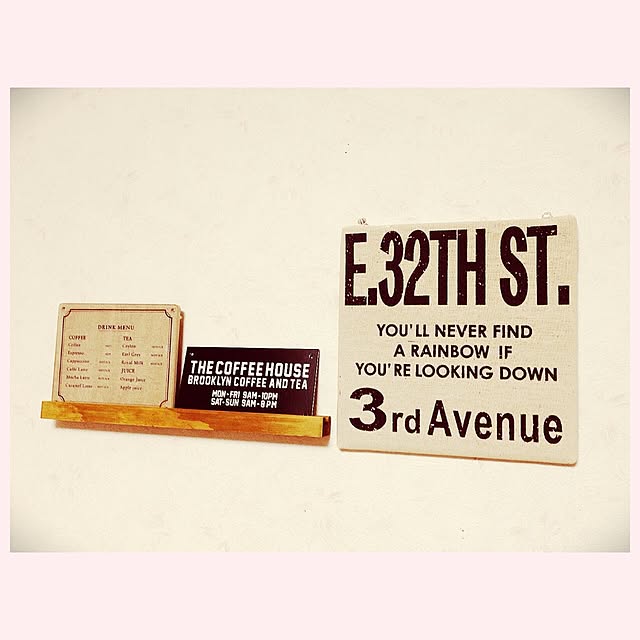 DRINK MENU
COFFEE
Coffee
Espresso
Cappuccino
Caffe Latte
Mocha Latte
Caramel Latte
TEA
Ceylon
Earl Grey
Royal Milk
JUICE
Orange Juice
Apple juice
THE COFFEE HOUSE
BROOKLYN COFFEE AND TEA
MON-FRI 9AM-10PM
SAT-SUN 9AM-8PM
E.32TH ST.
YOU'LL NEVER FIND
A RAINBOW IF
YOU'RE LOOKING DOWN
3rd Avenue